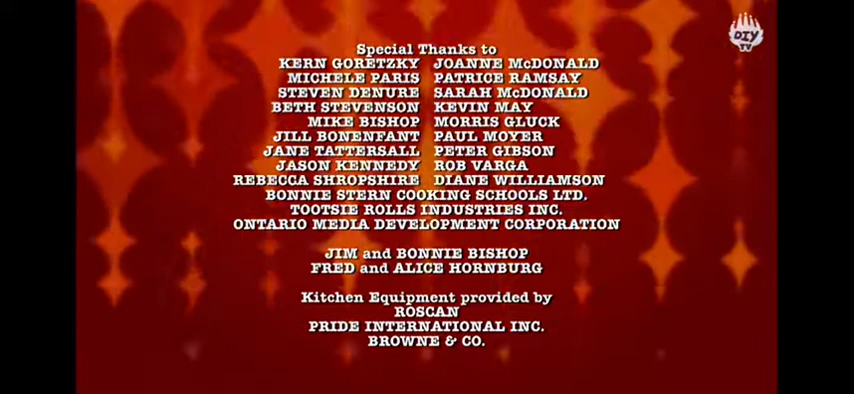 DIY
TV
Special Thanks to
KERN GORETZKY JOANNE McDONALD
MICHELE PARIS PATRICE RAMSAY
STEVEN DENURE SARAH McDONALD
BETH STEVENSON KEVIN MAY
MIKE BISHOP MORRIS GLUCK
JILL BONENFANT PAUL MOYER
JANE TATTERSALL PETER GIBSON
JASON KENNEDY ROB VARGA
REBECCA SHROPSHIRE DIANE WILLIAMSON
BONNIE STERN COOKING SCHOOLS LTD.
TOOTSIE ROLLS INDUSTRIES INC.
ONTARIO MEDIA DEVELOPMENT CORPORATION
JIM and BONNIE BISHOP
FRED and ALICE HORNBURG
Kitchen Equipment provided by
ROSCAN
PRIDE INTERNATIONAL INC.
BROWNE & CO.